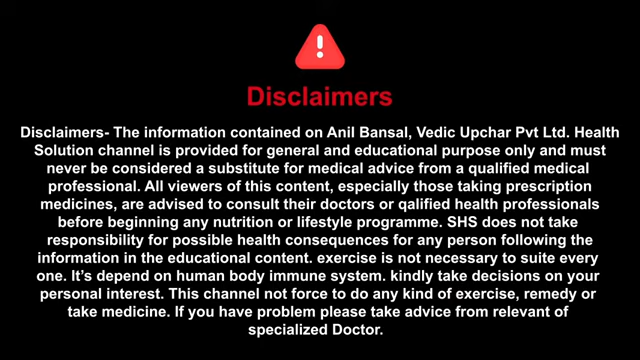 Disclaimers
Disclaimers- The information contained on Anil Bansal, Vedic Upchar Pvt Ltd. Health
Solution channel is provided for general and educational purpose only and must
never be considered a substitute for medical advice from a qualified medical
professional. All viewers of this content, especially those taking prescription
medicines, are advised to consult their doctors or qalified health professionals
before beginning any nutrition or lifestyle programme. SHS does not take
responsibility for possible health consequences for any person following the
information in the educational content. exercise is not necessary to suite every
one. It's depend on human body immune system. kindly take decisions on your
personal interest. This channel not force to do any kind of exercise, remedy or
take medicine. If you have problem please take advice from relevant of
specialized Doctor.